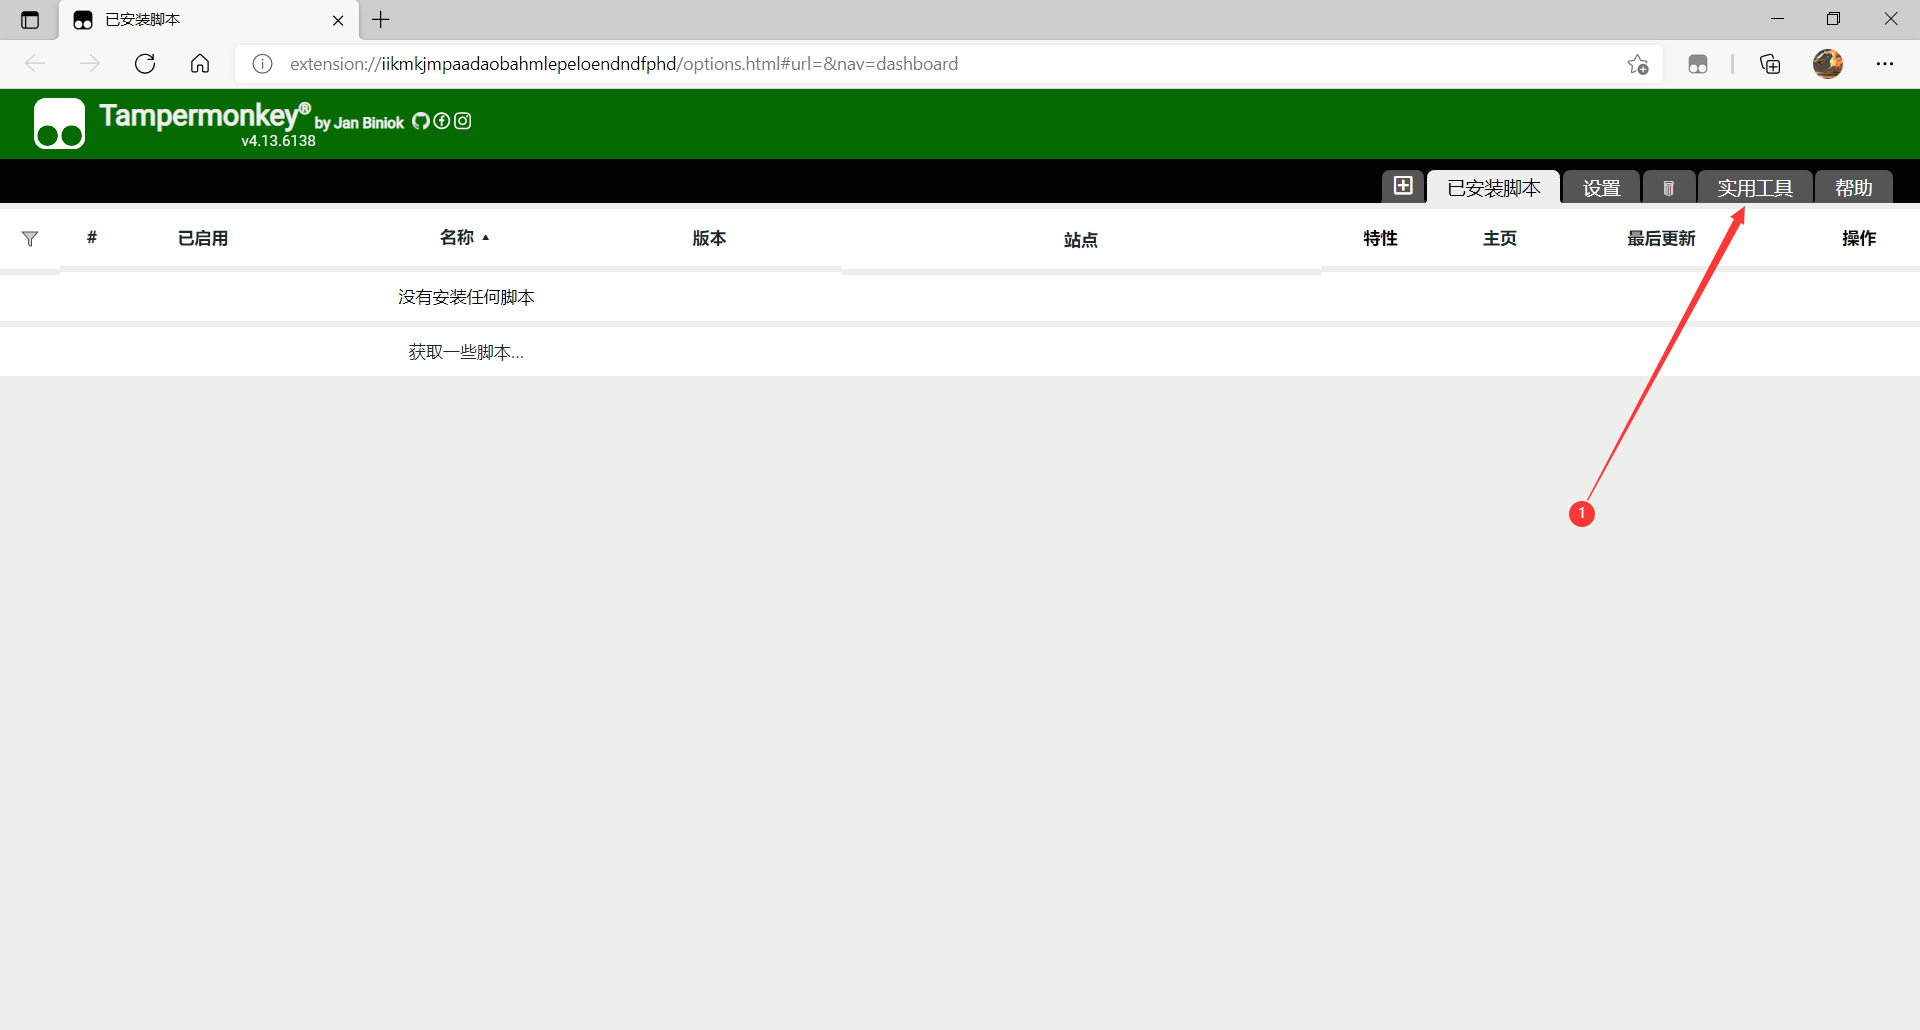 已安装脚本
extension://iikmkjmpaadaobahmlepeloendndfphd/options.html#url=&nav=dashboard
Tampermonkey® by Jan Biniok
v4.13.6138
已安装脚本 设置 实用工具 帮助
# 已启用 名称 ▲ 版本 站点 特性 主页 最后更新 操作
没有安装任何脚本
获取一些脚本...
1